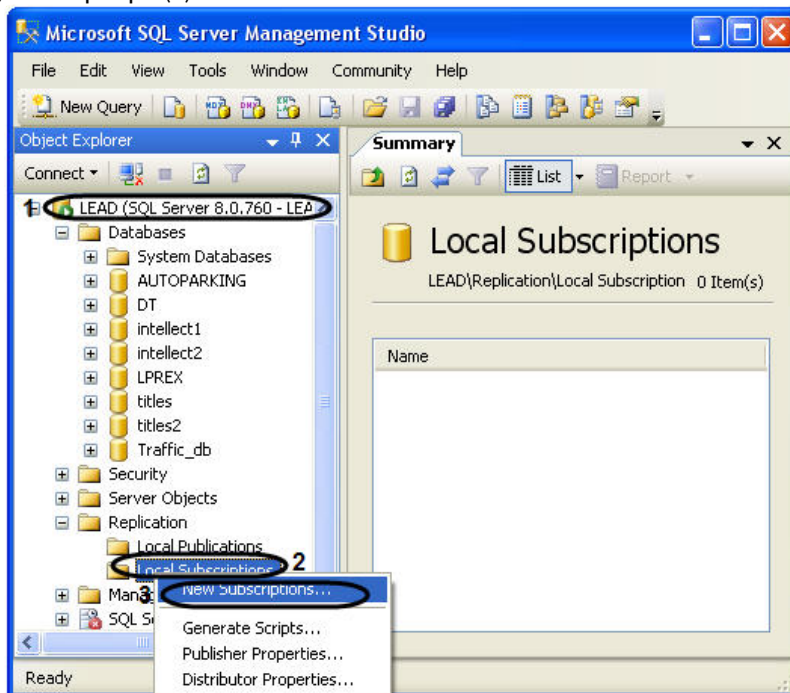 Microsoft SQL Server Management Studio
File Edit View Tools Window Community Help
New Query
Object Explorer
Connect
1 LEAD (SQL Server 8.0.760 - LEA
Databases
System Databases
AUTOPARKING
DT
intellect1
intellect2
LPREX
titles
titles2
Traffic_db
Security
Server Objects
Replication
Local Publications
Local Subscriptions 2
3 New Subscriptions...
Generate Scripts...
Publisher Properties...
Distributor Properties...
Ready
Summary
List Report
Local Subscriptions
LEAD\Replication\Local Subscription 0 Item(s)
Name